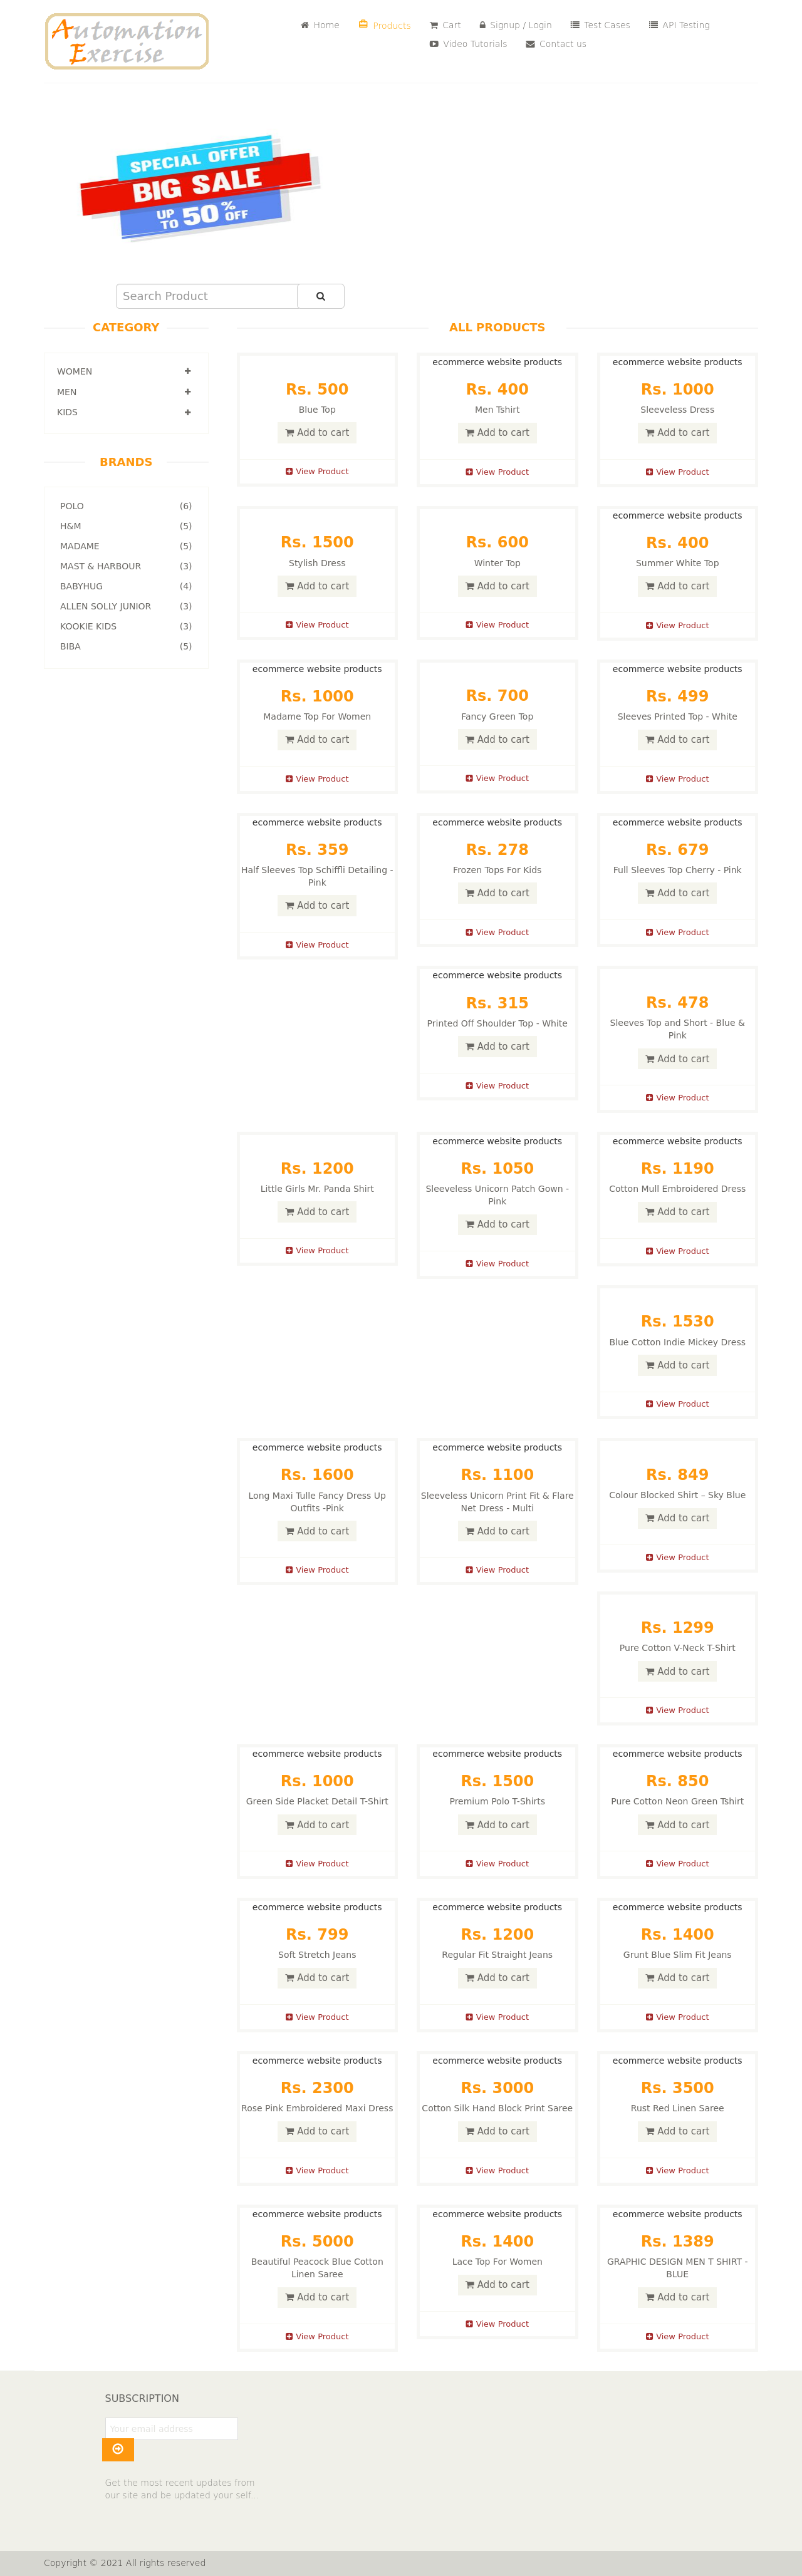 Automation
Exercise
Home
Products
Cart
Signup / Login
Test Cases
API Testing
Video Tutorials
Contact us
SPECIAL OFFER
BIG SALE
UP TO 50% OFF
Search Product
CATEGORY
WOMEN
MEN
KIDS
BRANDS
POLO (6)
H&M (5)
MADAME (5)
MAST & HARBOUR (3)
BABYHUG (4)
ALLEN SOLLY JUNIOR (3)
KOOKIE KIDS (3)
BIBA (5)
ALL PRODUCTS
Rs. 500
Blue Top
Add to cart
View Product
ecommerce website products
Rs. 400
Men Tshirt
Add to cart
View Product
ecommerce website products
Rs. 1000
Sleeveless Dress
Add to cart
View Product
Rs. 1500
Stylish Dress
Add to cart
View Product
Rs. 600
Winter Top
Add to cart
View Product
ecommerce website products
Rs. 400
Summer White Top
Add to cart
View Product
ecommerce website products
Rs. 1000
Madame Top For Women
Add to cart
View Product
Rs. 700
Fancy Green Top
Add to cart
View Product
ecommerce website products
Rs. 499
Sleeves Printed Top - White
Add to cart
View Product
ecommerce website products
Rs. 359
Half Sleeves Top Schiffli Detailing -
Pink
Add to cart
View Product
ecommerce website products
Rs. 278
Frozen Tops For Kids
Add to cart
View Product
ecommerce website products
Rs. 679
Full Sleeves Top Cherry - Pink
Add to cart
View Product
ecommerce website products
Rs. 315
Printed Off Shoulder Top - White
Add to cart
View Product
Rs. 478
Sleeves Top and Short - Blue &
Pink
Add to cart
View Product
Rs. 1200
Little Girls Mr. Panda Shirt
Add to cart
View Product
ecommerce website products
Rs. 1050
Sleeveless Unicorn Patch Gown -
Pink
Add to cart
View Product
ecommerce website products
Rs. 1190
Cotton Mull Embroidered Dress
Add to cart
View Product
Rs. 1530
Blue Cotton Indie Mickey Dress
Add to cart
View Product
ecommerce website products
Rs. 1600
Long Maxi Tulle Fancy Dress Up
Outfits -Pink
Add to cart
View Product
ecommerce website products
Rs. 1100
Sleeveless Unicorn Print Fit & Flare
Net Dress - Multi
Add to cart
View Product
Rs. 849
Colour Blocked Shirt – Sky Blue
Add to cart
View Product
Rs. 1299
Pure Cotton V-Neck T-Shirt
Add to cart
View Product
ecommerce website products
Rs. 1000
Green Side Placket Detail T-Shirt
Add to cart
View Product
ecommerce website products
Rs. 1500
Premium Polo T-Shirts
Add to cart
View Product
ecommerce website products
Rs. 850
Pure Cotton Neon Green Tshirt
Add to cart
View Product
ecommerce website products
Rs. 799
Soft Stretch Jeans
Add to cart
View Product
ecommerce website products
Rs. 1200
Regular Fit Straight Jeans
Add to cart
View Product
ecommerce website products
Rs. 1400
Grunt Blue Slim Fit Jeans
Add to cart
View Product
ecommerce website products
Rs. 2300
Rose Pink Embroidered Maxi Dress
Add to cart
View Product
ecommerce website products
Rs. 3000
Cotton Silk Hand Block Print Saree
Add to cart
View Product
ecommerce website products
Rs. 3500
Rust Red Linen Saree
Add to cart
View Product
ecommerce website products
Rs. 5000
Beautiful Peacock Blue Cotton
Linen Saree
Add to cart
View Product
ecommerce website products
Rs. 1400
Lace Top For Women
Add to cart
View Product
ecommerce website products
Rs. 1389
GRAPHIC DESIGN MEN T SHIRT -
BLUE
Add to cart
View Product
SUBSCRIPTION
Your email address
Get the most recent updates from
our site and be updated your self...
Copyright © 2021 All rights reserved